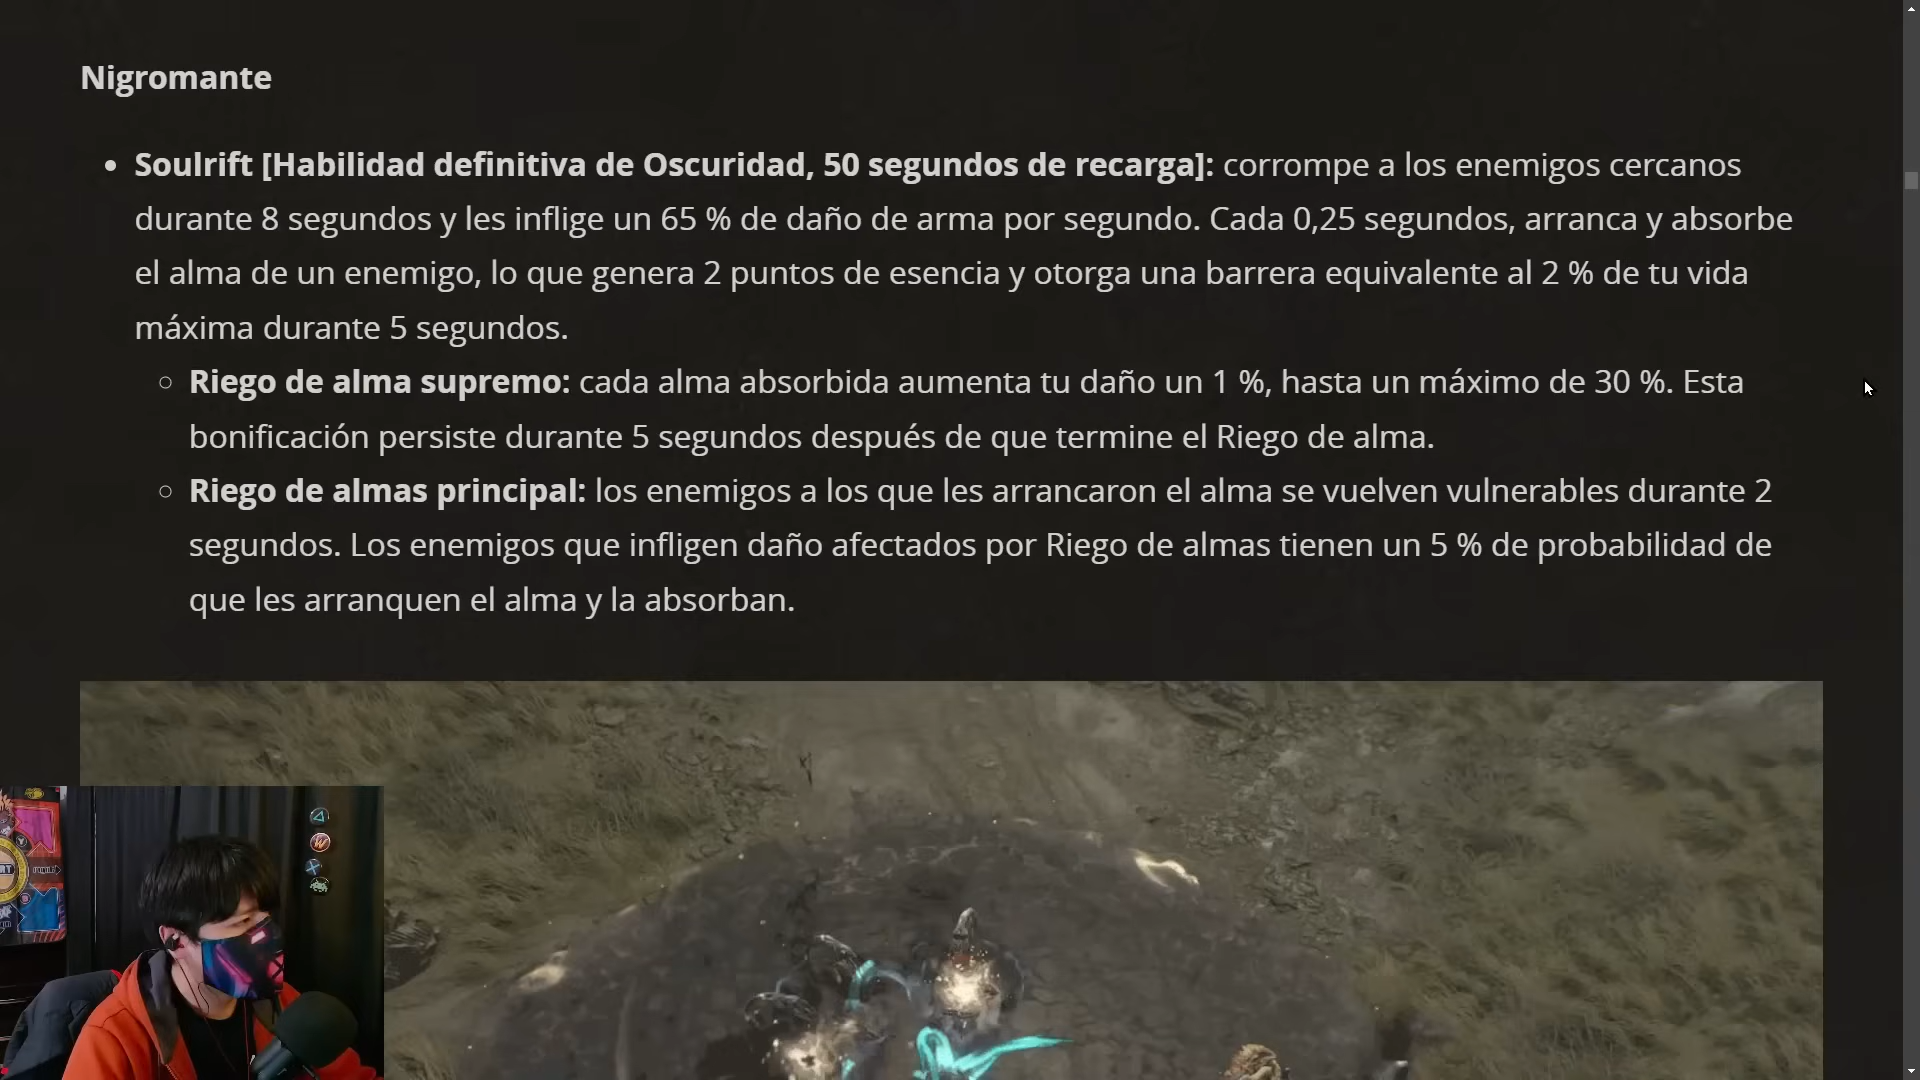 Nigromante
• Soulrift [Habilidad definitiva de Oscuridad, 50 segundos de recarga]: corrompe a los enemigos cercanos
durante 8 segundos y les inflige un 65 % de daño de arma por segundo. Cada 0,25 segundos, arranca y absorbe
el alma de un enemigo, lo que genera 2 puntos de esencia y otorga una barrera equivalente al 2 % de tu vida
máxima durante 5 segundos.
○ Riego de alma supremo: cada alma absorbida aumenta tu daño un 1 %, hasta un máximo de 30 %. Esta
bonificación persiste durante 5 segundos después de que termine el Riego de alma.
○ Riego de almas principal: los enemigos a los que les arrancaron el alma se vuelven vulnerables durante 2
segundos. Los enemigos que infligen daño afectados por Riego de almas tienen un 5 % de probabilidad de
que les arranquen el alma y la absorban.